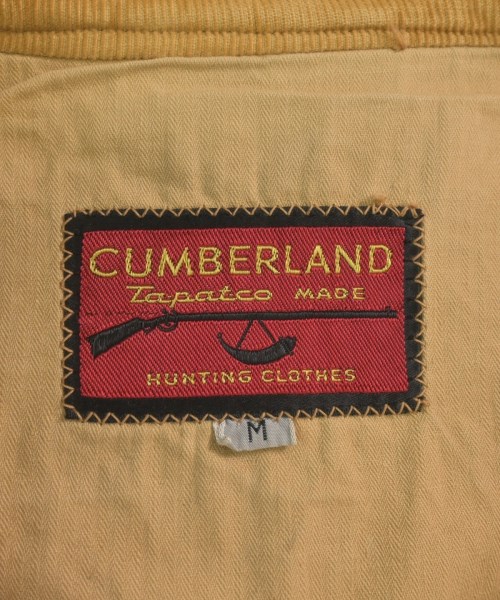 CUMBERLAND
Tapatco MADE
HUNTING CLOTHES
M